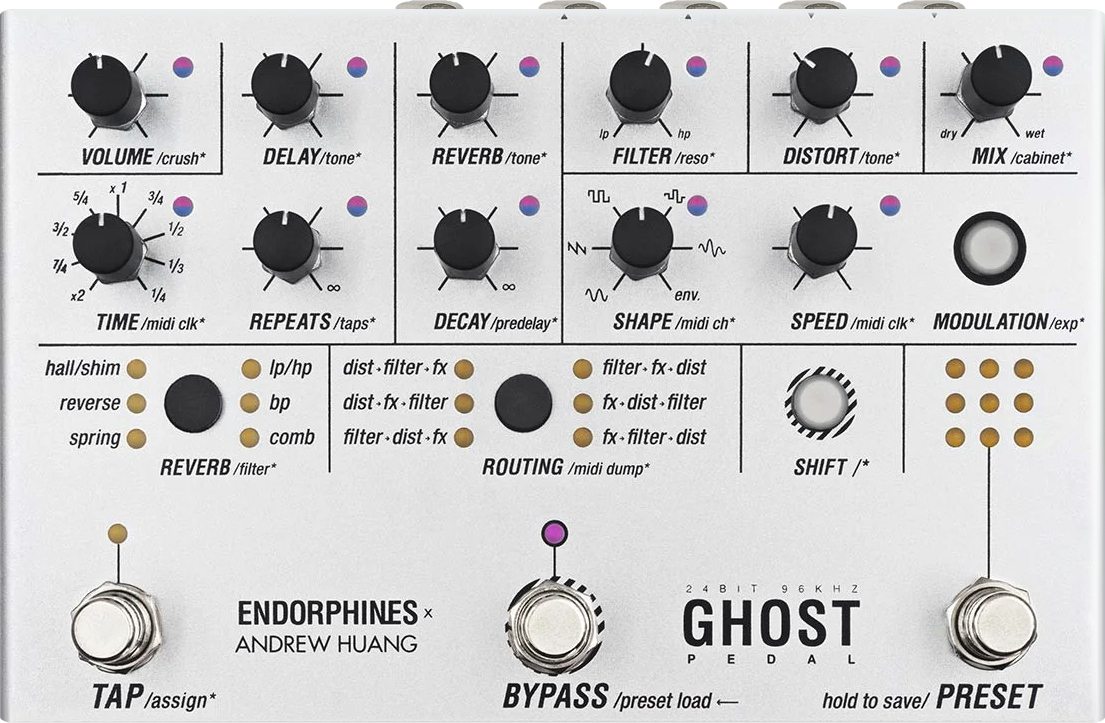 VOLUME /crush*
DELAY /tone*
REVERB /tone*
lp hp
FILTER /reso*
DISTORT /tone*
dry wet
MIX /cabinet*
x 1
5/4 3/4
3/2 1/2
7/4 1/3
x2 1/4
TIME /midi clk*
∞
REPEATS /taps*
∞
DECAY /predelay*
env.
SHAPE /midi ch*
SPEED /midi clk*
MODULATION /exp*
hall/shim
reverse
spring
lp/hp
bp
comb
REVERB /filter*
dist→filter→fx
dist→fx→filter
filter→dist→fx
filter→fx→dist
fx→dist→filter
fx→filter→dist
ROUTING /midi dump*
SHIFT /*
ENDORPHINES x
ANDREW HUANG
24BIT 96KHZ
GHOST
PEDAL
TAP /assign*
BYPASS /preset load ←
hold to save/ PRESET